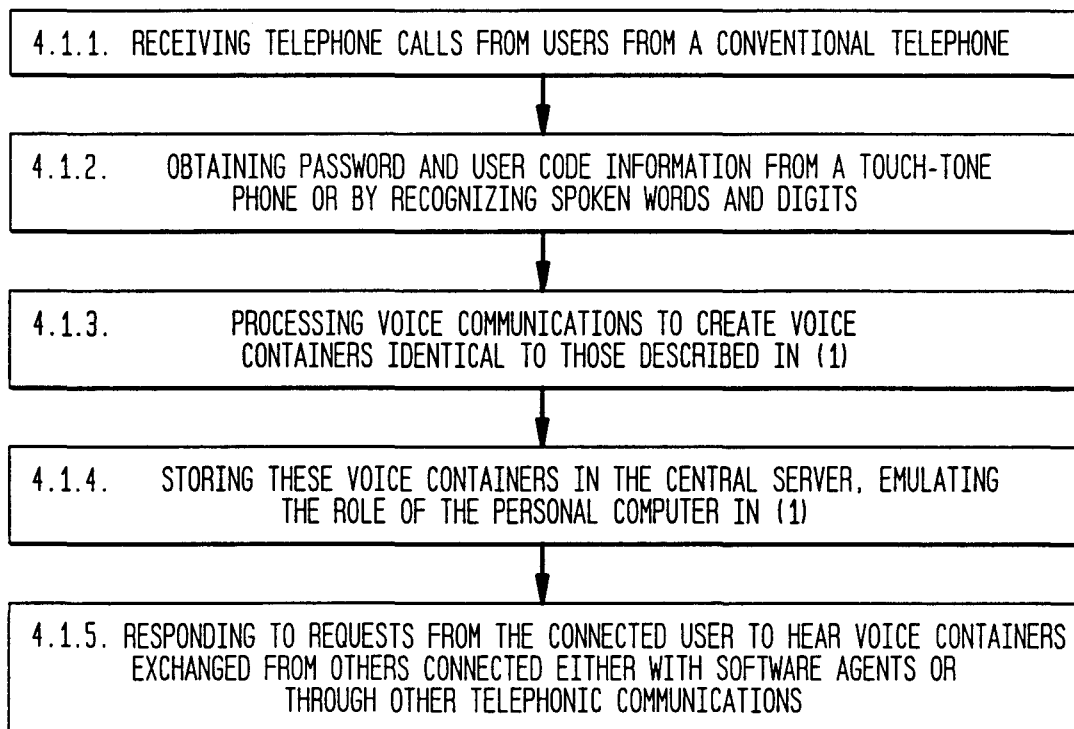 4.1.1. RECEIVING TELEPHONE CALLS FROM USERS FROM A CONVENTIONAL TELEPHONE
4.1.2. OBTAINING PASSWORD AND USER CODE INFORMATION FROM A TOUCH-TONE
PHONE OR BY RECOGNIZING SPOKEN WORDS AND DIGITS
4.1.3. PROCESSING VOICE COMMUNICATIONS TO CREATE VOICE
CONTAINERS IDENTICAL TO THOSE DESCRIBED IN (1)
4.1.4. STORING THESE VOICE CONTAINERS IN THE CENTRAL SERVER, EMULATING
THE ROLE OF THE PERSONAL COMPUTER IN (1)
4.1.5. RESPONDING TO REQUESTS FROM THE CONNECTED USER TO HEAR VOICE CONTAINERS
EXCHANGED FROM OTHERS CONNECTED EITHER WITH SOFTWARE AGENTS OR
THROUGH OTHER TELEPHONIC COMMUNICATIONS